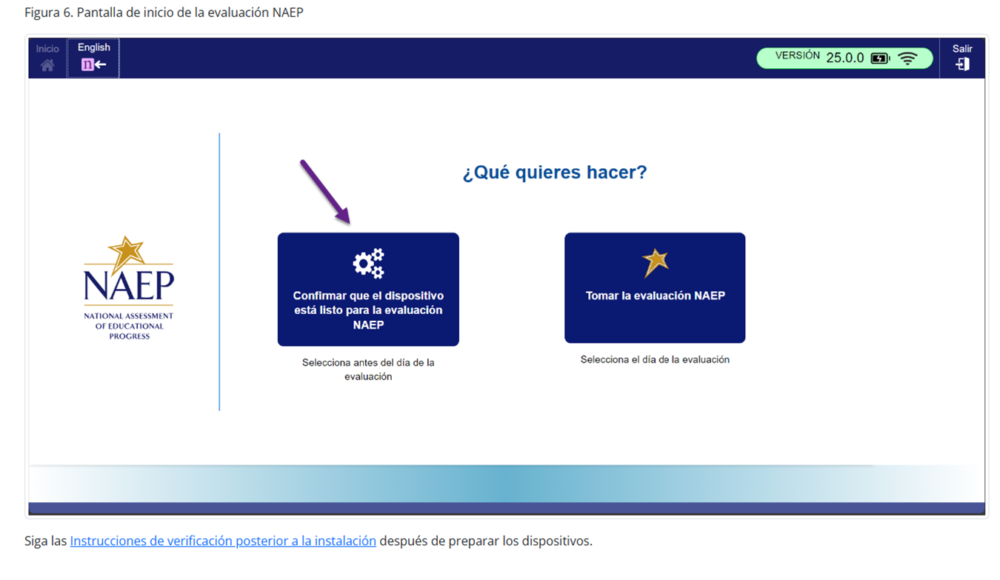 Figura 6. Pantalla de inicio de la evaluación NAEP
Inicio
English
n
VERSIÓN 25.0.0
Salir
¿Qué quieres hacer?
Confirmar que el dispositivo
está listo para la evaluación
NAEP
Selecciona antes del día de la
evaluación
Tomar la evaluación NAEP
Selecciona el día de la evaluación
NAEP
NATIONAL ASSESSMENT
OF EDUCATIONAL
PROGRESS
Siga las Instrucciones de verificación posterior a la instalación después de preparar los dispositivos.